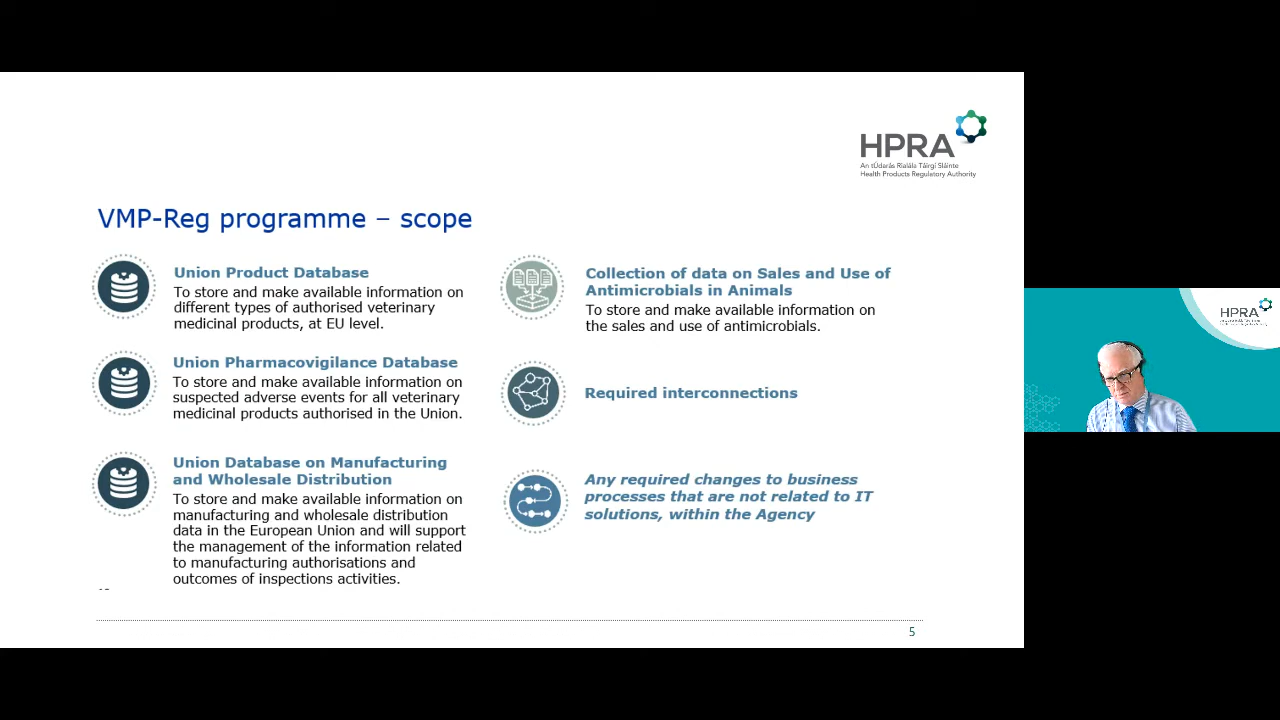 HPRA
An tÚdarás Rialála Táirgí Sláinte
Health Products Regulatory Authority
VMP-Reg programme – scope
Union Product Database
To store and make available information on
different types of authorised veterinary
medicinal products, at EU level.
Union Pharmacovigilance Database
To store and make available information on
suspected adverse events for all veterinary
medicinal products authorised in the Union.
Union Database on Manufacturing
and Wholesale Distribution
To store and make available information on
manufacturing and wholesale distribution
data in the European Union and will support
the management of the information related
to manufacturing authorisations and
outcomes of inspections activities.
Collection of data on Sales and Use of
Antimicrobials in Animals
To store and make available information on
the sales and use of antimicrobials.
Required interconnections
Any required changes to business
processes that are not related to IT
solutions, within the Agency
5
HPRA